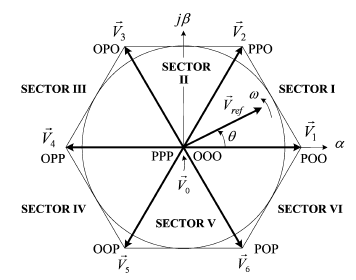 jβ
V⃗3
V⃗2
OPO
PPO
SECTOR II
SECTOR III
SECTOR I
ω
V⃗ref
V⃗4
θ
V⃗1
α
OPP
PPP
OOO
POO
V⃗0
SECTOR IV
SECTOR VI
SECTOR V
OOP
POP
V⃗5
V⃗6